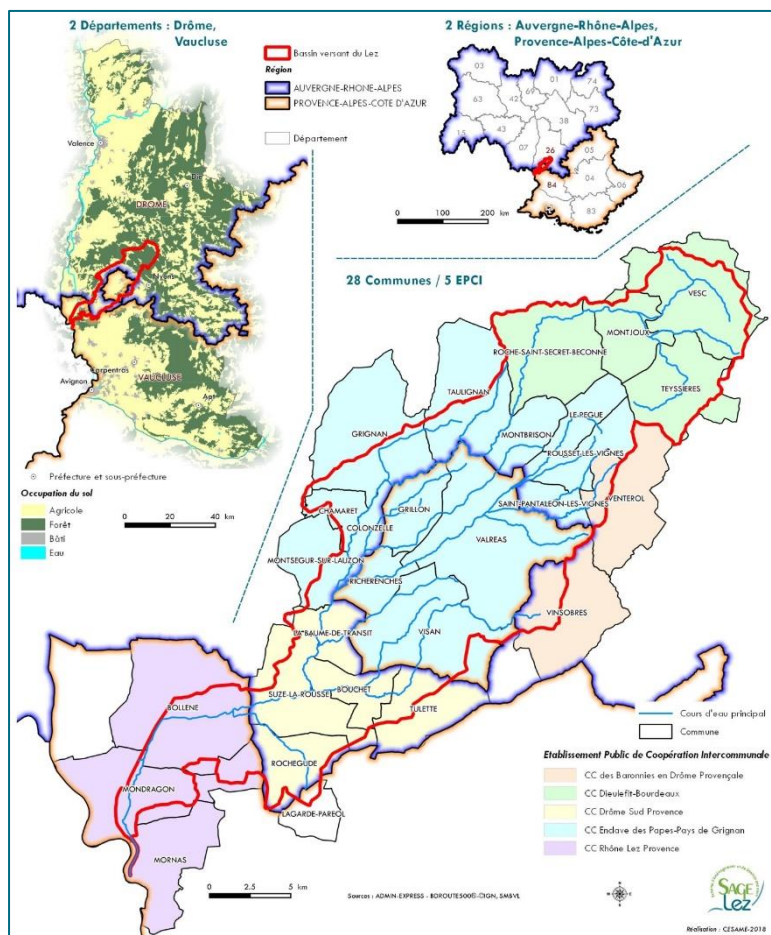 2 Départements : Drôme,
Vaucluse
Bassin versant du Lez
Région
AUVERGNE-RHONE-ALPES
PROVENCE-ALPES-COTE D'AZUR
Département
Valence
Die
DROME
Nyons
Carpentras
VAUCLUSE
Avignon
Apt
Préfecture et sous-préfecture
Occupation du sol
Agricole
Forêt
Bâti
Eau
0 20 40
km
2 Régions : Auvergne-Rhône-Alpes,
Provence-Alpes-Côte-d'Azur
03
01
74
69
63
42
73
38
15
43
07
26
05
84
04
06
83
0 100 200
km
28 Communes / 5 EPCI
VESC
MONTJOUX
ROCHE-SAINT-SECRET-BECONNE
TEYSSIERES
TAULIGNAN
LE-PEGUE
MONTBRISON
GRIGNAN
ROUSSET-LES-VIGNES
VENTEROL
SAINT-PANTALEON-LES-VIGNES
CHAMARET
GRILLON
COLONZELLE
VALREAS
MONTSEGUR-SUR-LAUZON
RICHERENCHES
VINSOBRES
LA-BAUME-DE-TRANSIT
VISAN
SUZE-LA-ROUSSE
BOUCHET
BOLLENE
TULETTE
ROCHEGUDE
MONDRAGON
LAGARDE-PAREOL
MORNAS
Cours d'eau principal
Commune
Etablissement Public de Coopération Intercommunale
CC des Baronnies en Drôme Provençale
CC Dieulefit-Bourdeaux
CC Drôme Sud Provence
CC Enclave des Papes-Pays de Grignan
CC Rhône Lez Provence
0 2.5 5
km
SAGE
Lez
Réalisation : CESAME-2018